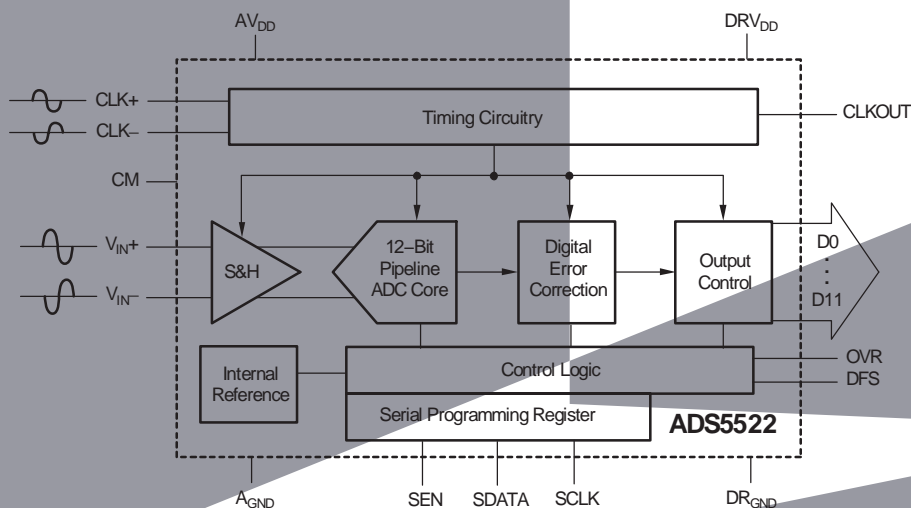 AVDD
DRVDD
CLK+
CLK–
Timing Circuitry
CLKOUT
CM
VIN+
VIN–
S&H
12–Bit
Pipeline
ADC Core
Digital
Error
Correction
Output
Control
D0
.
.
.
D11
Internal
Reference
Control Logic
OVR
DFS
Serial Programming Register
ADS5522
AGND
SEN
SDATA
SCLK
DRGND